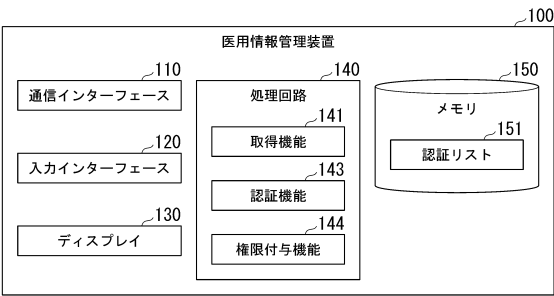 100
医用情報管理装置
110
通信インターフェース
120
入力インターフェース
130
ディスプレイ
140
処理回路
141
取得機能
143
認証機能
144
権限付与機能
150
メモリ
151
認証リスト